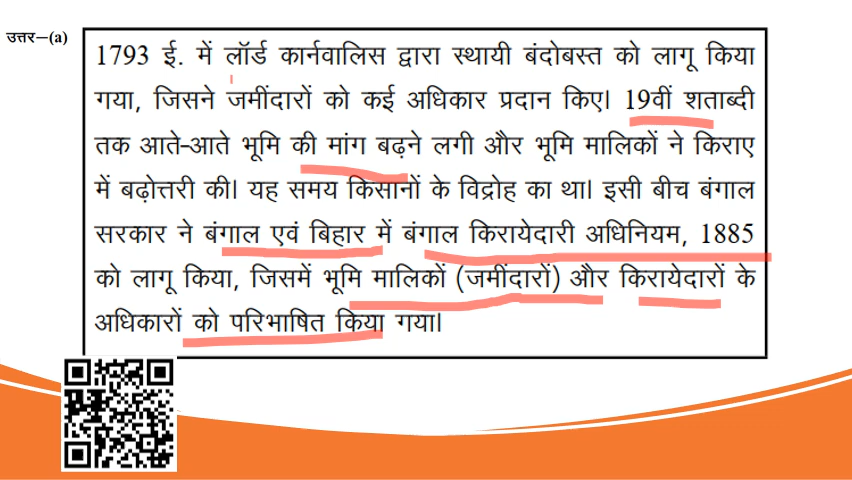 उत्तर–(a)
1793 ई. में लॉर्ड कार्नवालिस द्वारा स्थायी बंदोबस्त को लागू किया
गया, जिसने जमींदारों को कई अधिकार प्रदान किए। 19वीं शताब्दी
तक आते-आते भूमि की मांग बढ़ने लगी और भूमि मालिकों ने किराए
में बढ़ोत्तरी की। यह समय किसानों के विद्रोह का था। इसी बीच बंगाल
सरकार ने बंगाल एवं बिहार में बंगाल किरायेदारी अधिनियम, 1885
को लागू किया, जिसमें भूमि मालिकों (जमींदारों) और किरायेदारों के
अधिकारों को परिभाषित किया गया।